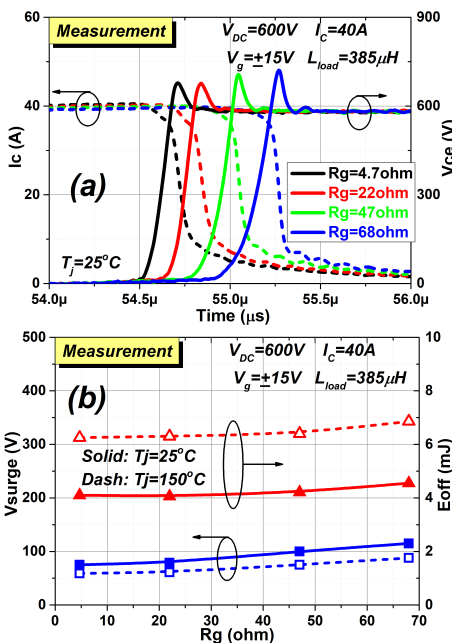 Measurement
V_DC=600V I_C=40A
V_g=±15V L_load=385μH
60
40
20
0
Ic (A)
900
600
300
0
Vce (V)
(a)
Rg=4.7ohm
Rg=22ohm
Rg=47ohm
Rg=68ohm
T_j=25°C
54.0μ 54.5μ 55.0μ 55.5μ 56.0μ
Time (μs)
Measurement
V_DC=600V I_C=40A
V_g=±15V L_load=385μH
500
400
300
200
100
0
Vsurge (V)
10
8
6
4
2
0
Eoff (mJ)
(b)
Solid: Tj=25°C
Dash: Tj=150°C
0 10 20 30 40 50 60 70
Rg (ohm)